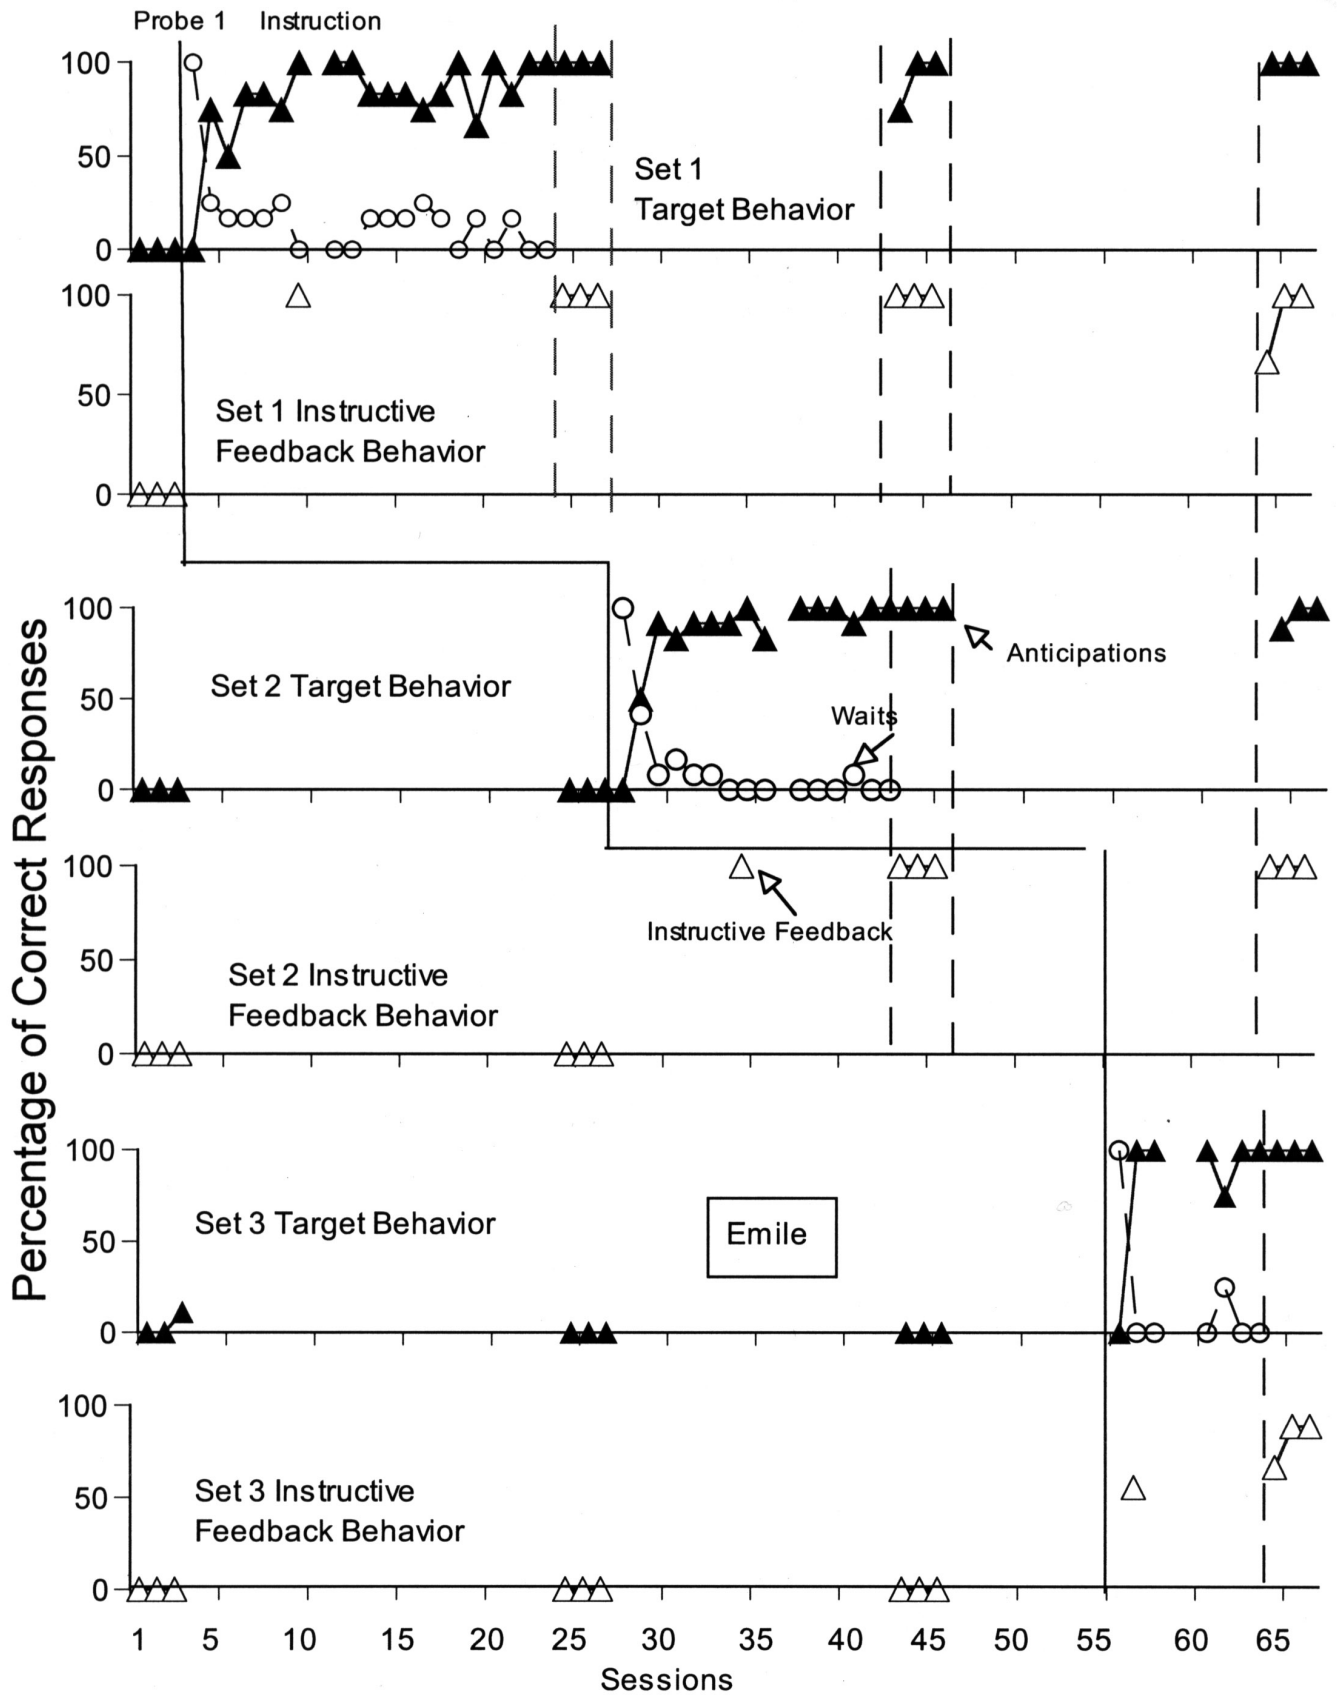 Probe 1 Instruction
100
50
0
Set 1
Target Behavior
100
50
0
Set 1 Instructive
Feedback Behavior
Percentage of Correct Responses
100
50
0
Set 2 Target Behavior
Anticipations
Waits
100
50
0
Instructive Feedback
Set 2 Instructive
Feedback Behavior
100
50
0
Set 3 Target Behavior
Emile
100
50
0
Set 3 Instructive
Feedback Behavior
1 5 10 15 20 25 30 35 40 45 50 55 60 65
Sessions